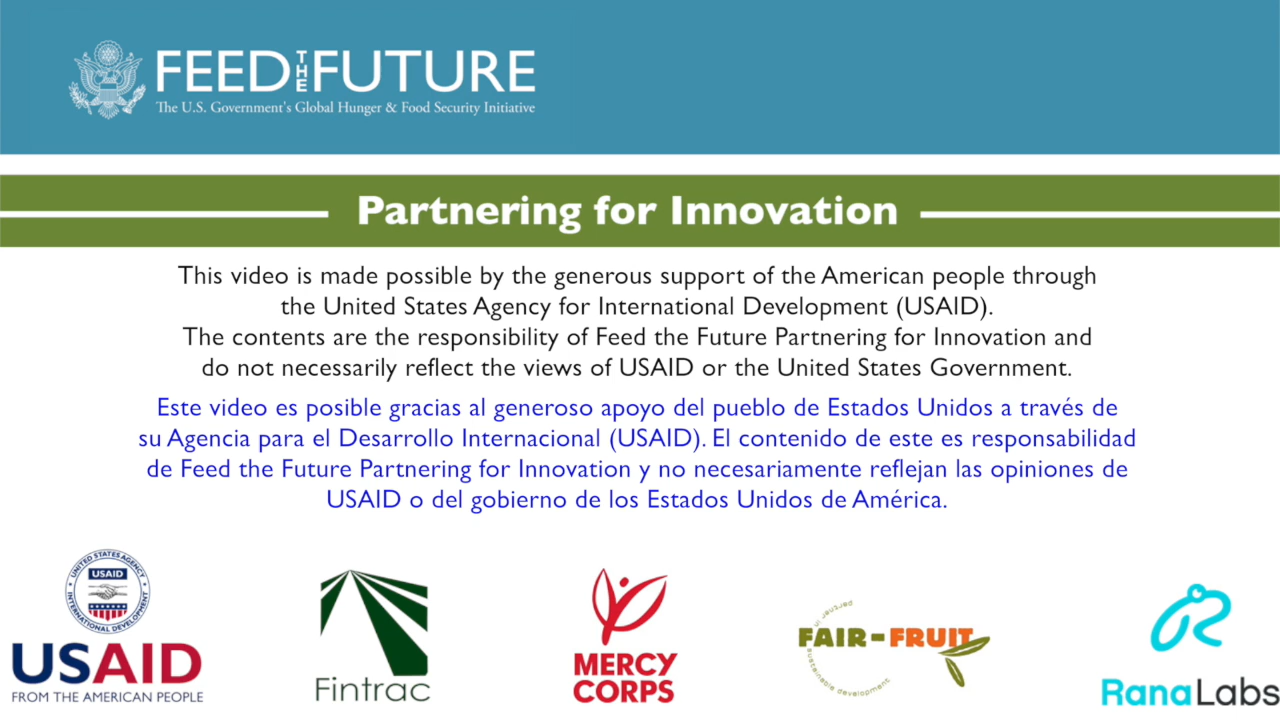 FEED THE FUTURE
The U.S. Government's Global Hunger & Food Security Initiative
Partnering for Innovation
This video is made possible by the generous support of the American people through
the United States Agency for International Development (USAID).
The contents are the responsibility of Feed the Future Partnering for Innovation and
do not necessarily reflect the views of USAID or the United States Government.
Este video es posible gracias al generoso apoyo del pueblo de Estados Unidos a través de
su Agencia para el Desarrollo Internacional (USAID). El contenido de este es responsabilidad
de Feed the Future Partnering for Innovation y no necesariamente reflejan las opiniones de
USAID o del gobierno de los Estados Unidos de América.
UNITED STATES AGENCY
USAID
INTERNATIONAL DEVELOPMENT
USAID
FROM THE AMERICAN PEOPLE
Fintrac
MERCY
CORPS
partner in
FAIR-FRUIT
sustainable development
RanaLabs